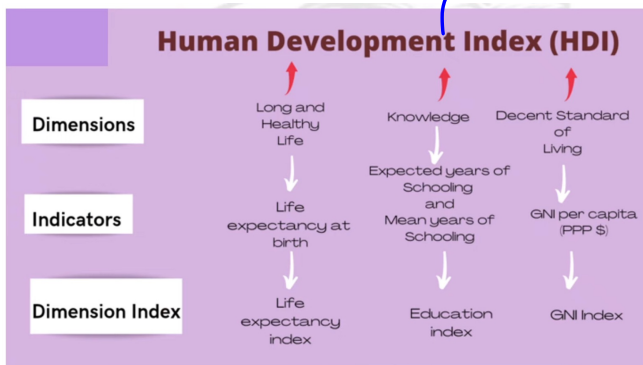 Human Development Index (HDI)
Dimensions
Long and
Healthy
Life
Knowledge
Decent Standard
of
Living
Indicators
Life
expectancy at
birth
Expected years of
Schooling
and
Mean years of
Schooling
GNI per capita
(PPP $)
Dimension Index
Life
expectancy
index
Education
index
GNI Index